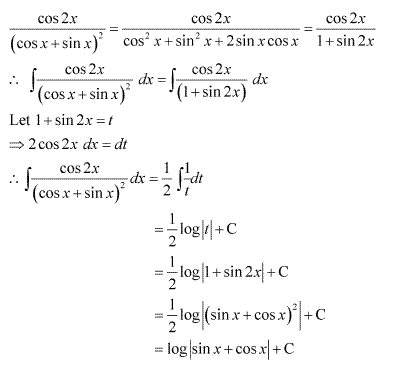 cos 2x / (cos x + sin x)² = cos 2x / (cos² x + sin² x + 2 sin x cos x) = cos 2x / (1 + sin 2x)
∴ ∫ cos 2x / (cos x + sin x)² dx = ∫ cos 2x / (1 + sin 2x) dx
Let 1 + sin 2x = t
⇒ 2 cos 2x dx = dt
∴ ∫ cos 2x / (cos x + sin x)² dx = 1/2 ∫ 1/t dt
= 1/2 log|t| + C
= 1/2 log|1 + sin 2x| + C
= 1/2 log|(sin x + cos x)²| + C
= log|sin x + cos x| + C